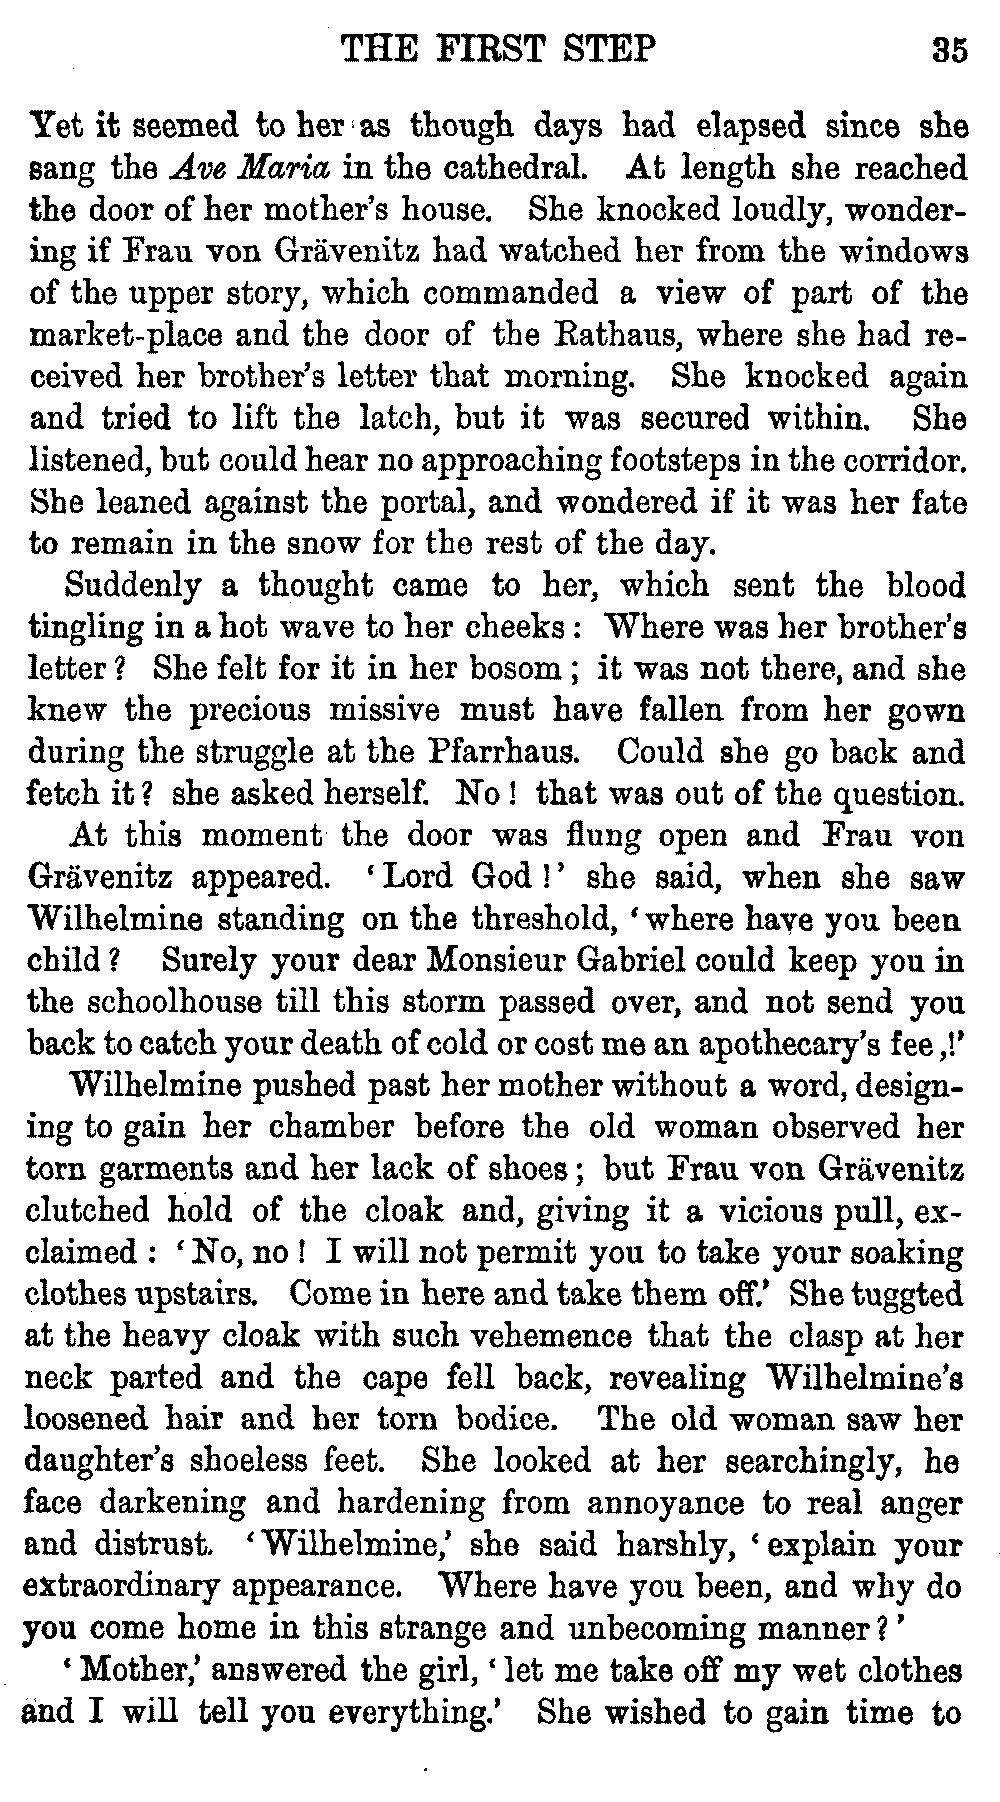 THE FIRST STEP 35
Yet it seemed to her as though days had elapsed since she
sang the Ave Maria in the cathedral. At length she reached
the door of her mother's house. She knocked loudly, wonder-
ing if Frau von Grävenitz had watched her from the windows
of the upper story, which commanded a view of part of the
market-place and the door of the Rathaus, where she had re-
ceived her brother's letter that morning. She knocked again
and tried to lift the latch, but it was secured within. She
listened, but could hear no approaching footsteps in the corridor.
She leaned against the portal, and wondered if it was her fate
to remain in the snow for the rest of the day.
Suddenly a thought came to her, which sent the blood
tingling in a hot wave to her cheeks: Where was her brother's
letter? She felt for it in her bosom; it was not there, and she
knew the precious missive must have fallen from her gown
during the struggle at the Pfarrhaus. Could she go back and
fetch it? she asked herself. No! that was out of the question.
At this moment the door was flung open and Frau von
Grävenitz appeared. 'Lord God!' she said, when she saw
Wilhelmine standing on the threshold, 'where have you been
child? Surely your dear Monsieur Gabriel could keep you in
the schoolhouse till this storm passed over, and not send you
back to catch your death of cold or cost me an apothecary's fee,!'
Wilhelmine pushed past her mother without a word, design-
ing to gain her chamber before the old woman observed her
torn garments and her lack of shoes; but Frau von Grävenitz
clutched hold of the cloak and, giving it a vicious pull, ex-
claimed: 'No, no! I will not permit you to take your soaking
clothes upstairs. Come in here and take them off.' She tuggted
at the heavy cloak with such vehemence that the clasp at her
neck parted and the cape fell back, revealing Wilhelmine's
loosened hair and her torn bodice. The old woman saw her
daughter's shoeless feet. She looked at her searchingly, he
face darkening and hardening from annoyance to real anger
and distrust. 'Wilhelmine,' she said harshly, 'explain your
extraordinary appearance. Where have you been, and why do
you come home in this strange and unbecoming manner?'
'Mother,' answered the girl, 'let me take off my wet clothes
and I will tell you everything.' She wished to gain time to